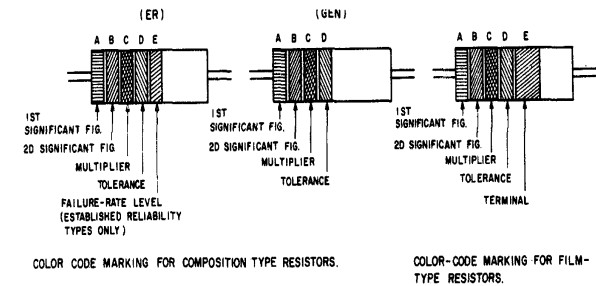 (ER)
A B C D E
1ST
SIGNIFICANT FIG.
2D SIGNIFICANT FIG.
MULTIPLIER
TOLERANCE
FAILURE-RATE LEVEL
(ESTABLISHED RELIABILITY
TYPES ONLY)
(GEN)
A B C D
1ST
SIGNIFICANT FIG.
2D SIGNIFICANT FIG.
MULTIPLIER
TOLERANCE
COLOR CODE MARKING FOR COMPOSITION TYPE RESISTORS.
A B C D E
1ST
SIGNIFICANT FIG.
2D SIGNIFICANT FIG.
MULTIPLIER
TOLERANCE
TERMINAL
COLOR-CODE MARKING FOR FILM-
TYPE RESISTORS.